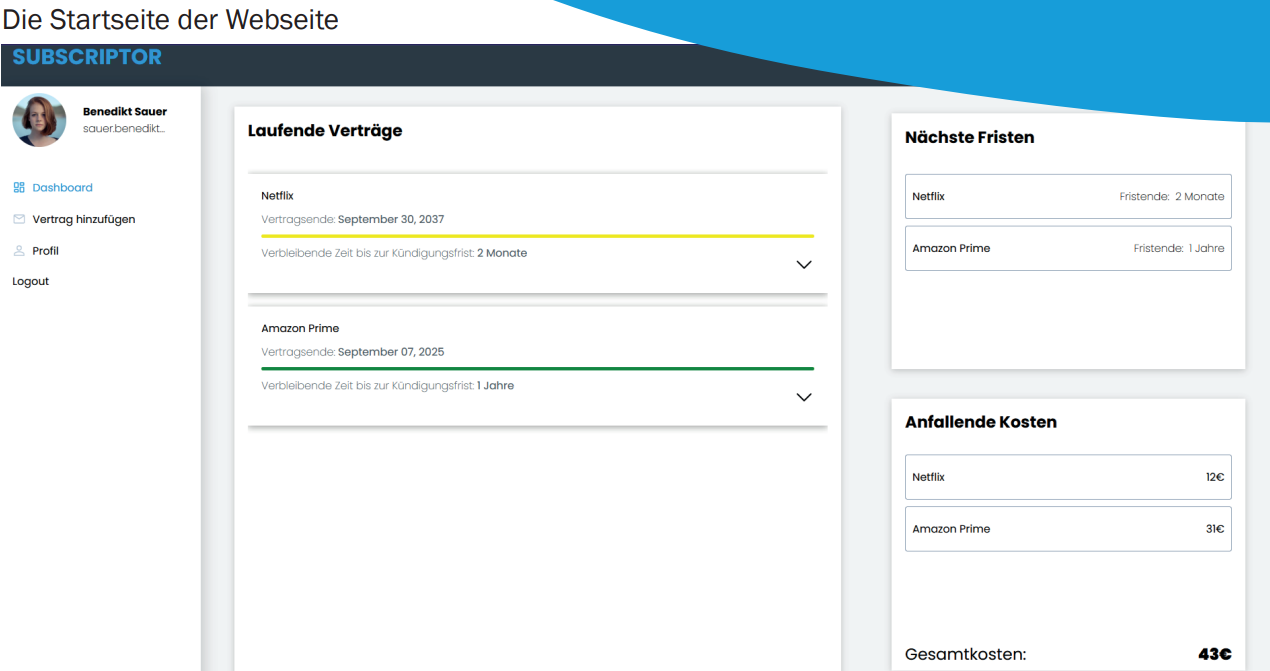 Die Startseite der Webseite
SUBSCRIPTOR
Benedikt Sauer
sauer.benedikt...
Dashboard
Vertrag hinzufügen
Profil
Logout
Laufende Verträge
Netflix
Vertragsende: September 30, 2037
Verbleibende Zeit bis zur Kündigungsfrist: 2 Monate
Amazon Prime
Vertragsende: September 07, 2025
Verbleibende Zeit bis zur Kündigungsfrist: 1 Jahre
Nächste Fristen
Netflix Fristende: 2 Monate
Amazon Prime Fristende: 1 Jahre
Anfallende Kosten
Netflix 12€
Amazon Prime 31€
Gesamtkosten: 43€